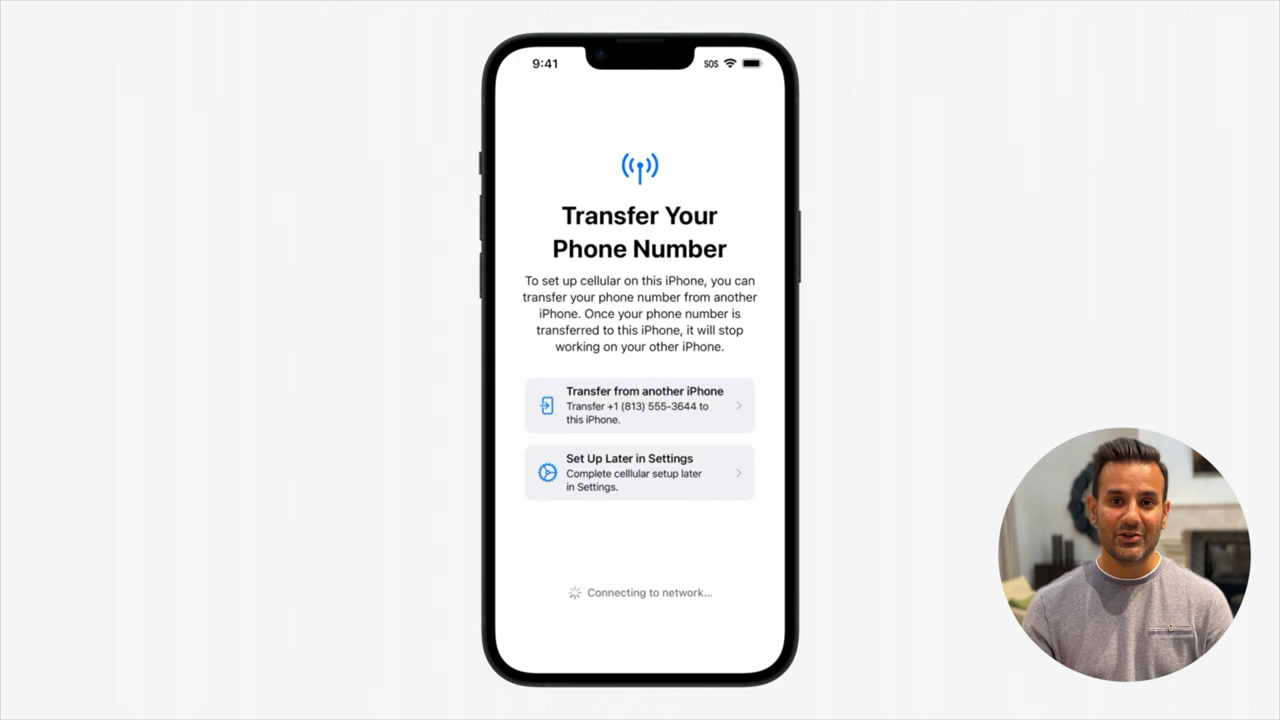 9:41
SOS
Transfer Your
Phone Number
To set up cellular on this iPhone, you can
transfer your phone number from another
iPhone. Once your phone number is
transferred to this iPhone, it will stop
working on your other iPhone.
Transfer from another iPhone
Transfer +1 (813) 555-3644 to
this iPhone.
Set Up Later in Settings
Complete celllular setup later
in Settings.
Connecting to network...